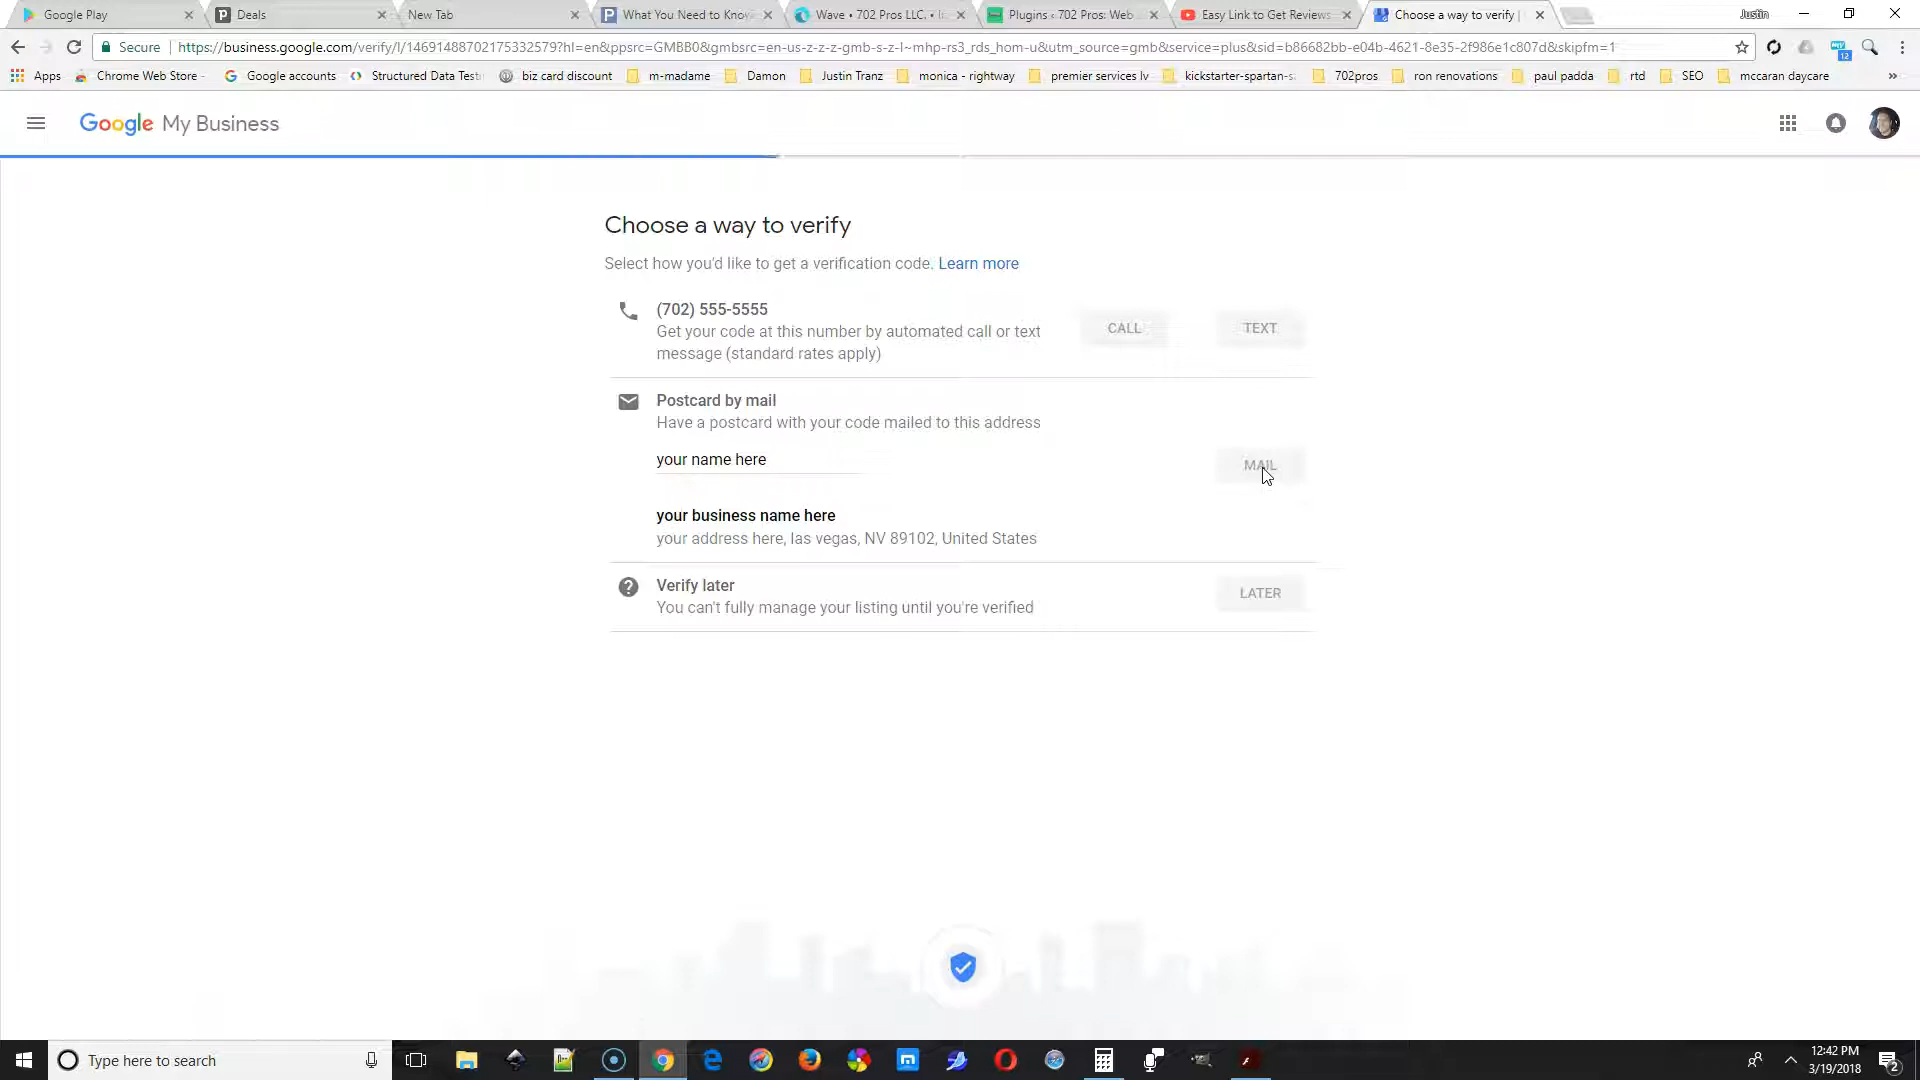 Google Play
Deals
New Tab
What You Need to Know
Wave • 702 Pros LLC. •
Plugins ‹ 702 Pros: Web
Easy Link to Get Reviews
Choose a way to verify |
Justin
Secure
https://business.google.com/verify/l/14691488702175332579?hl=en&ppsrc=GMBB0&gmbsrc=en-us-z-z-z-gmb-s-z-l~mhp-rs3_rds_hom-u&utm_source=gmb&service=plus&sid=b86682bb-e04b-4621-8e35-2f986e1c807d&skipfm=1
12
Apps
Chrome Web Store -
Google accounts
Structured Data Test
biz card discount
m-madame
Damon
Justin Tranz
monica - rightway
premier services lv
kickstarter-spartan-s
702pros
ron renovations
paul padda
rtd
SEO
mccaran daycare
»
Google My Business
Choose a way to verify
Select how you'd like to get a verification code. Learn more
(702) 555-5555
Get your code at this number by automated call or text
message (standard rates apply)
CALL
TEXT
Postcard by mail
Have a postcard with your code mailed to this address
your name here
MAIL
your business name here
your address here, las vegas, NV 89102, United States
Verify later
You can't fully manage your listing until you're verified
LATER
Type here to search
12:42 PM
3/19/2018
2